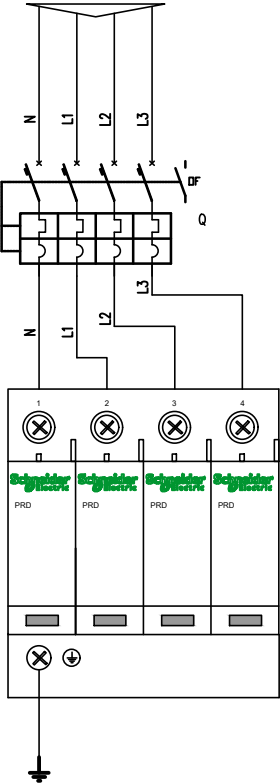 N L1 L2 L3
OF
Q
N L1 L2 L3
1 2 3 4
Schneider Electric Schneider Electric Schneider Electric Schneider Electric
PRD PRD PRD PRD